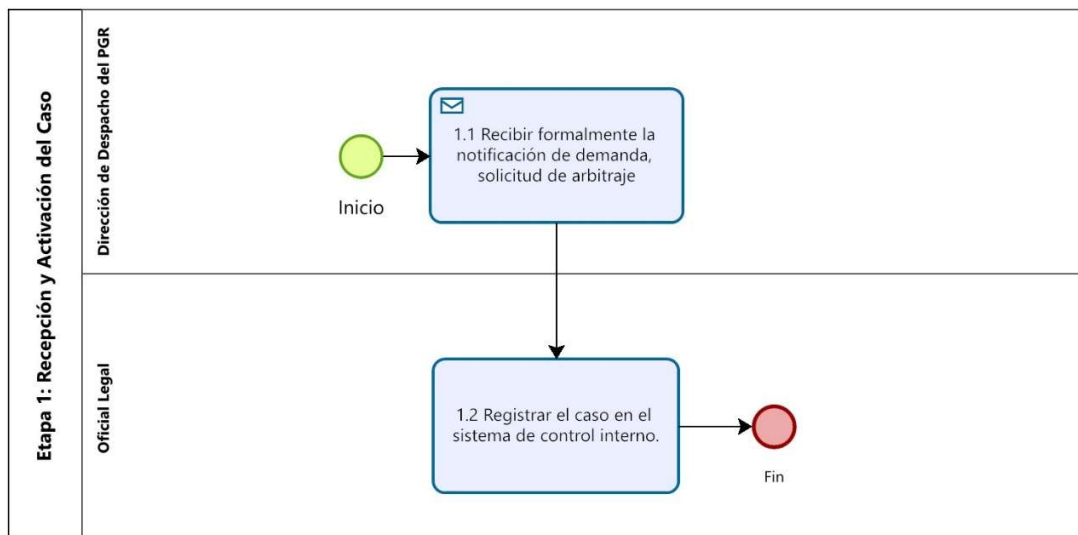 Etapa 1: Recepción y Activación del Caso
Dirección de Despacho del PGR
Inicio
1.1 Recibir formalmente la
notificación de demanda,
solicitud de arbitraje
Oficial Legal
1.2 Registrar el caso en el
sistema de control interno.
Fin